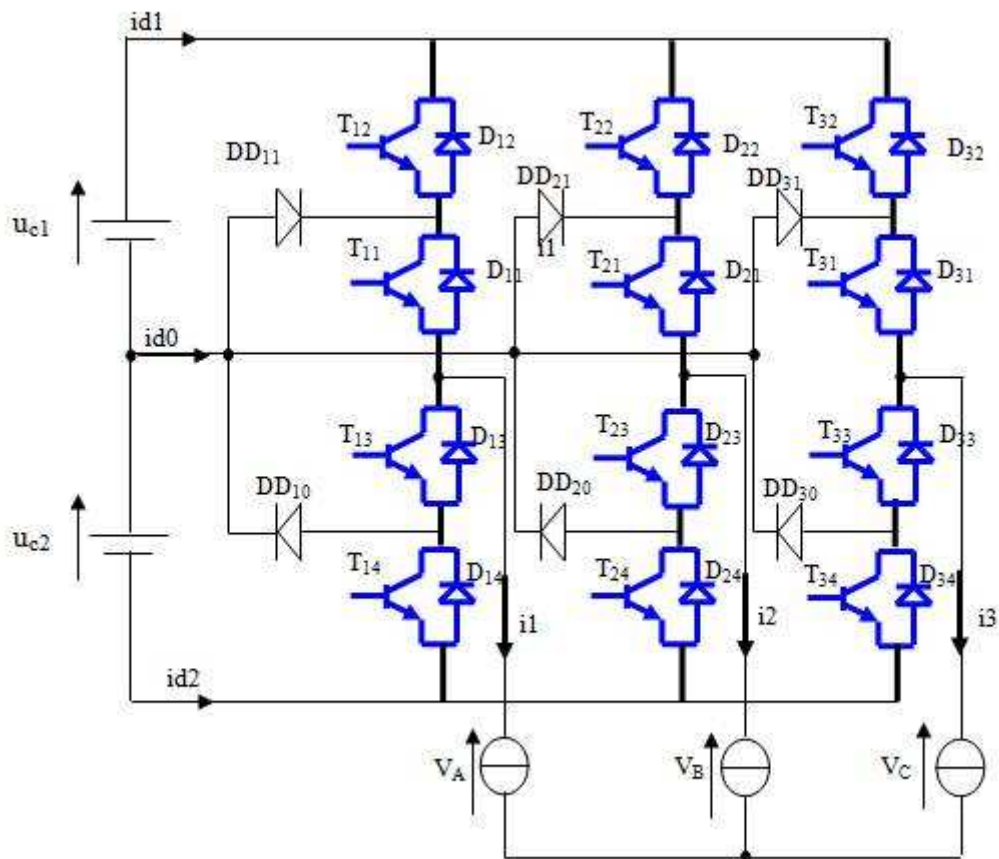 id1
T12 D12 T22 D22 T32 D32
DD11 DD21 DD31
uc1
i1
T11 D11 T21 D21 T31 D31
id0
T13 D13 T23 D23 T33 D33
DD10 DD20 DD30
uc2
T14 D14 T24 D24 T34 D34
i1 i2 i3
id2
VA VB VC